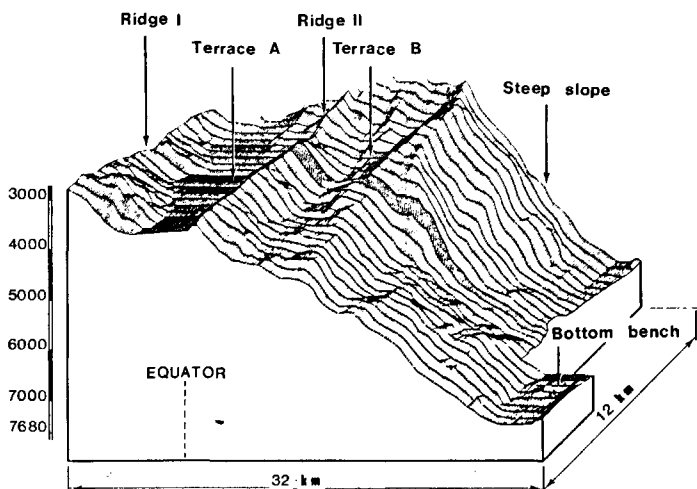 Ridge I
Ridge II
Terrace A
Terrace B
Steep slope
3000
4000
5000
6000
7000
7680
Bottom bench
EQUATOR
12 km
32 km